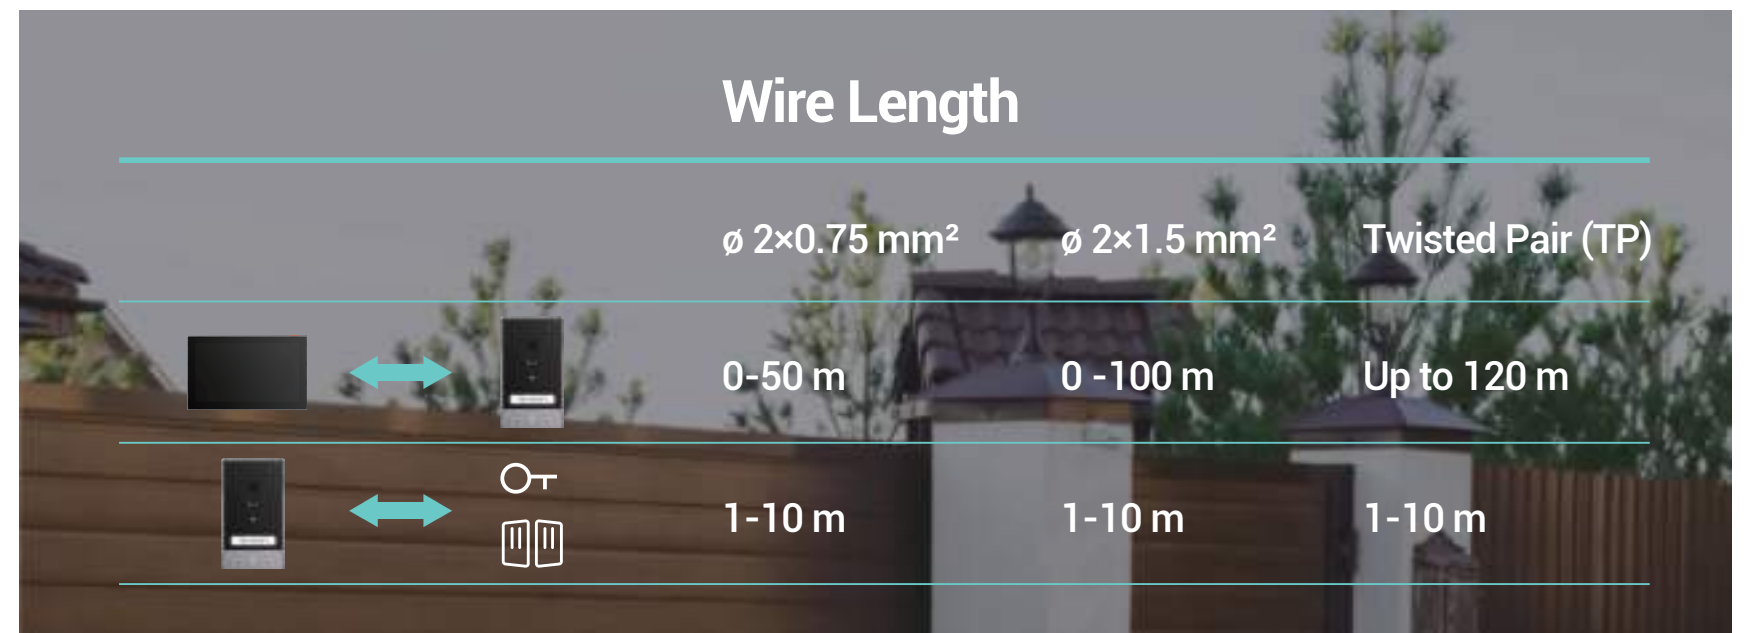 Wire Length
ø 2×0.75 mm² ø 2×1.5 mm² Twisted Pair (TP)
0-50 m 0 -100 m Up to 120 m
1-10 m 1-10 m 1-10 m